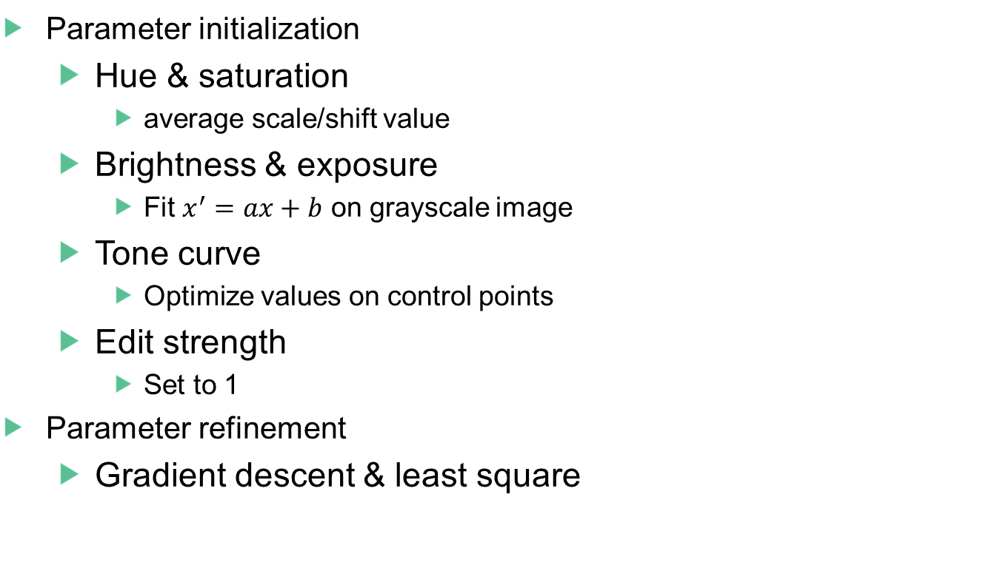 Parameter initialization
Hue & saturation
average scale/shift value
Brightness & exposure
Fit x′ = ax + b on grayscale image
Tone curve
Optimize values on control points
Edit strength
Set to 1
Parameter refinement
Gradient descent & least square